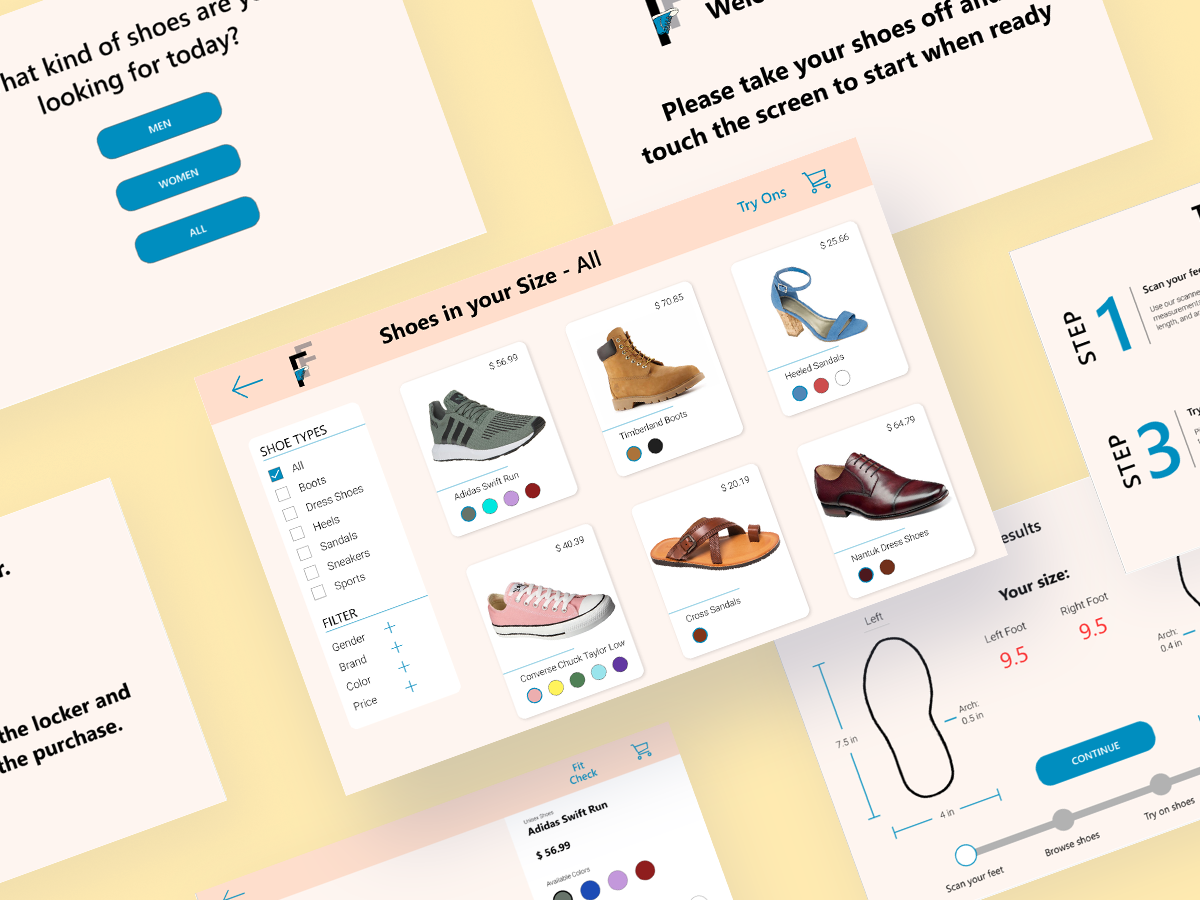 hat kind of shoes are
looking for today?
MEN
WOMEN
ALL
Please take your shoes off
touch the screen to start when ready
Try Ons
Shoes in your Size - All
SHOE TYPES
All
Boots
Dress Shoes
Heels
Sandals
Sneakers
Sports
FILTER
Gender
Brand
Color
Price
$ 56.99
Adidas Swift Run
$ 70.85
Timberland Boots
$ 25.66
Heeled Sandals
$ 40.39
Converse Chuck Taylor Low
$ 20.19
Cross Sandals
$ 64.79
Nantuk Dress Shoes
STEP
1
Scan your
Use our
length, and
STEP
3
r.
the locker and
the purchase.
Fit
Check
Unisex Shoes
Adidas Swift Run
$ 56.99
Available Colors
esults
Your size:
Left
Left Foot
9.5
Right Foot
9.5
Arch:
0.5 in
Arch:
0.4 in
7.5 in
4 in
CONTINUE
Scan your feet
Browse shoes
Try on shoes